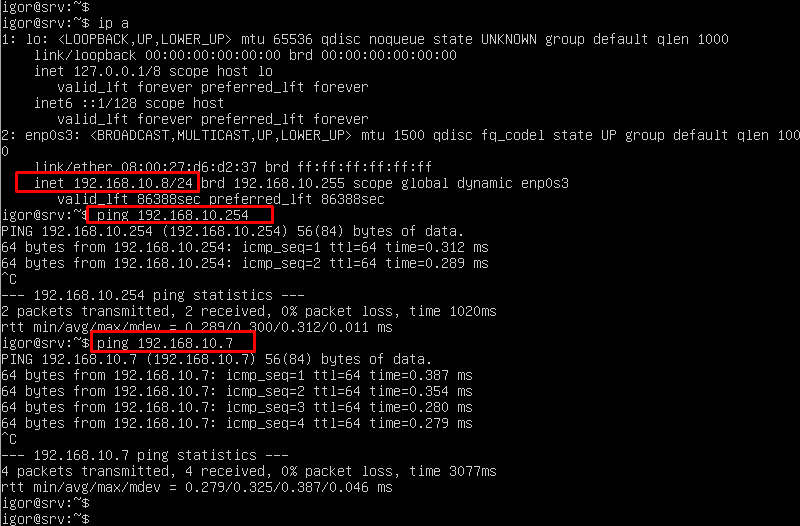 igor@srv:~$
igor@srv:~$ ip a
1: lo: <LOOPBACK,UP,LOWER_UP> mtu 65536 qdisc noqueue state UNKNOWN group default qlen 1000
    link/loopback 00:00:00:00:00:00 brd 00:00:00:00:00:00
    inet 127.0.0.1/8 scope host lo
       valid_lft forever preferred_lft forever
    inet6 ::1/128 scope host
       valid_lft forever preferred_lft forever
2: enp0s3: <BROADCAST,MULTICAST,UP,LOWER_UP> mtu 1500 qdisc fq_codel state UP group default qlen 100
0
    link/ether 08:00:27:d6:d2:37 brd ff:ff:ff:ff:ff:ff
    inet 192.168.10.8/24 brd 192.168.10.255 scope global dynamic enp0s3
       valid_lft 86388sec preferred_lft 86388sec
igor@srv:~$ ping 192.168.10.254
PING 192.168.10.254 (192.168.10.254) 56(84) bytes of data.
64 bytes from 192.168.10.254: icmp_seq=1 ttl=64 time=0.312 ms
64 bytes from 192.168.10.254: icmp_seq=2 ttl=64 time=0.289 ms
^C
--- 192.168.10.254 ping statistics ---
2 packets transmitted, 2 received, 0% packet loss, time 1020ms
rtt min/avg/max/mdev = 0.289/0.300/0.312/0.011 ms
igor@srv:~$ ping 192.168.10.7
PING 192.168.10.7 (192.168.10.7) 56(84) bytes of data.
64 bytes from 192.168.10.7: icmp_seq=1 ttl=64 time=0.387 ms
64 bytes from 192.168.10.7: icmp_seq=2 ttl=64 time=0.354 ms
64 bytes from 192.168.10.7: icmp_seq=3 ttl=64 time=0.280 ms
64 bytes from 192.168.10.7: icmp_seq=4 ttl=64 time=0.279 ms
^C
--- 192.168.10.7 ping statistics ---
4 packets transmitted, 4 received, 0% packet loss, time 3077ms
rtt min/avg/max/mdev = 0.279/0.325/0.387/0.046 ms
igor@srv:~$
igor@srv:~$